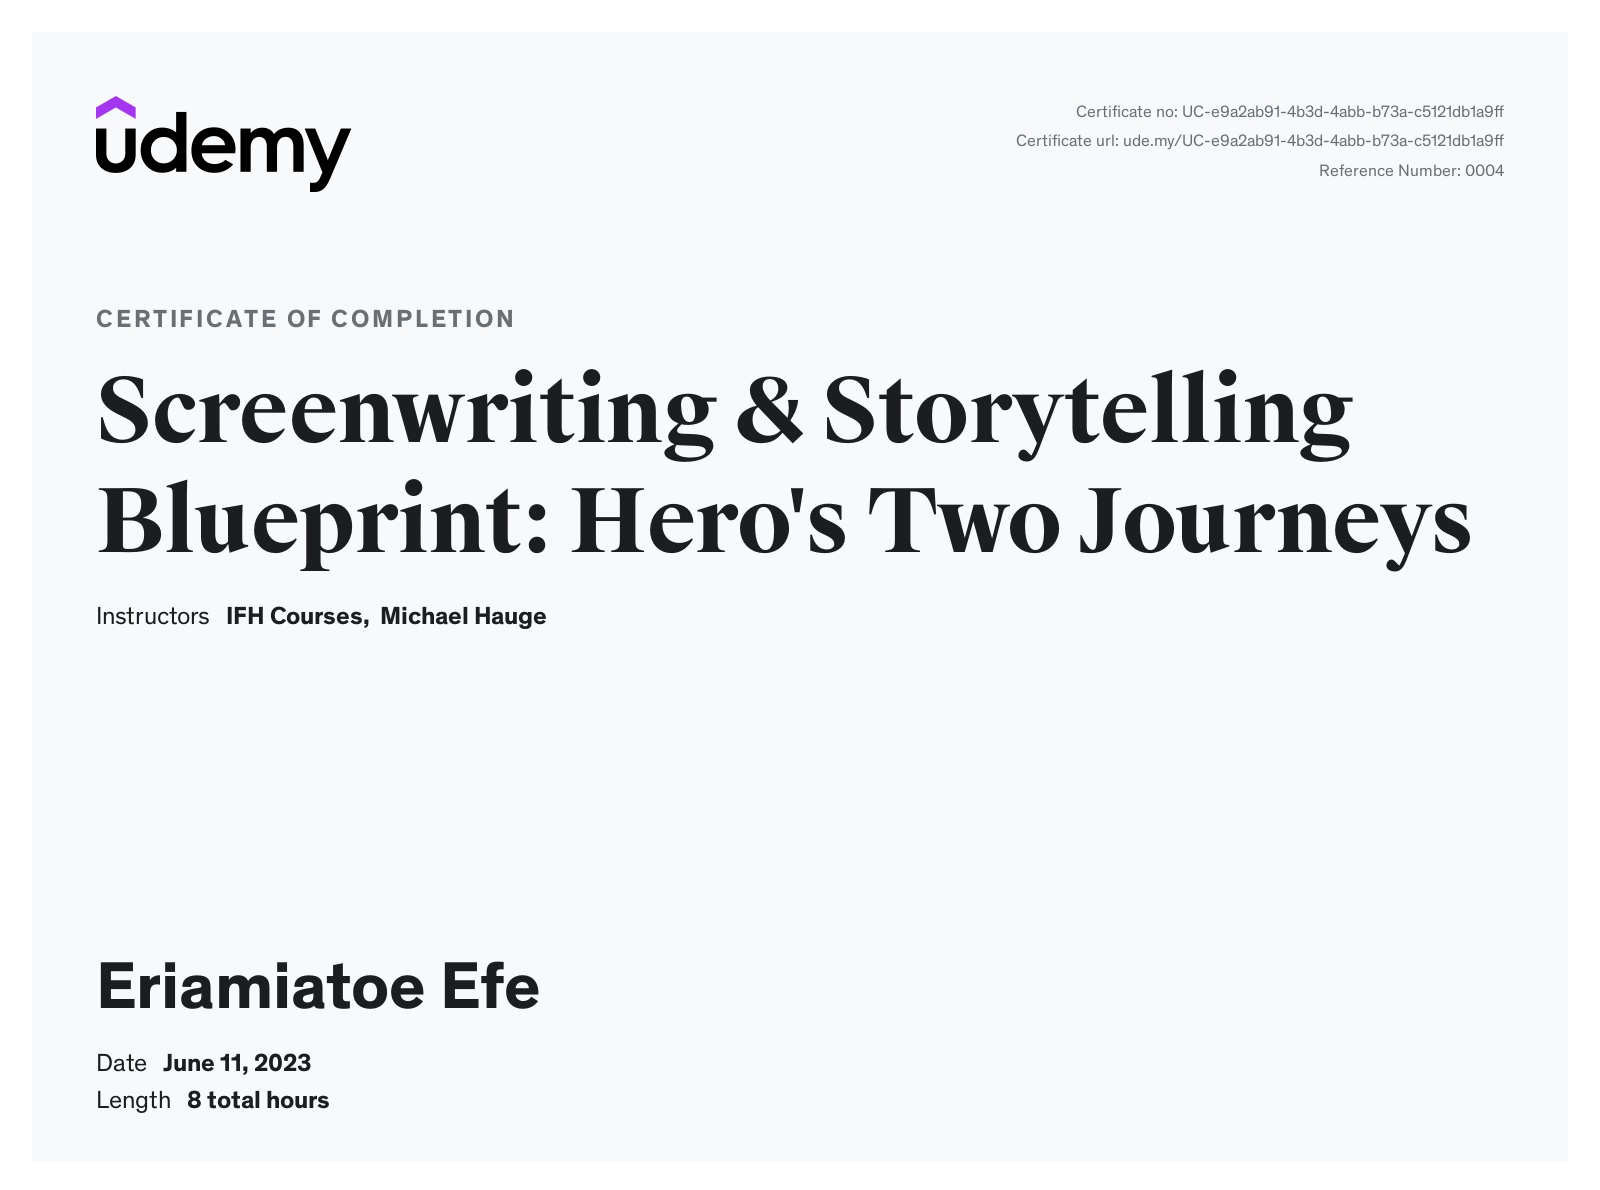 udemy
Certificate no: UC-e9a2ab91-4b3d-4abb-b73a-c5121db1a9ff
Certificate url: ude.my/UC-e9a2ab91-4b3d-4abb-b73a-c5121db1a9ff
Reference Number: 0004
CERTIFICATE OF COMPLETION
Screenwriting & Storytelling
Blueprint: Hero's Two Journeys
Instructors IFH Courses, Michael Hauge
Eriamiatoe Efe
Date June 11, 2023
Length 8 total hours